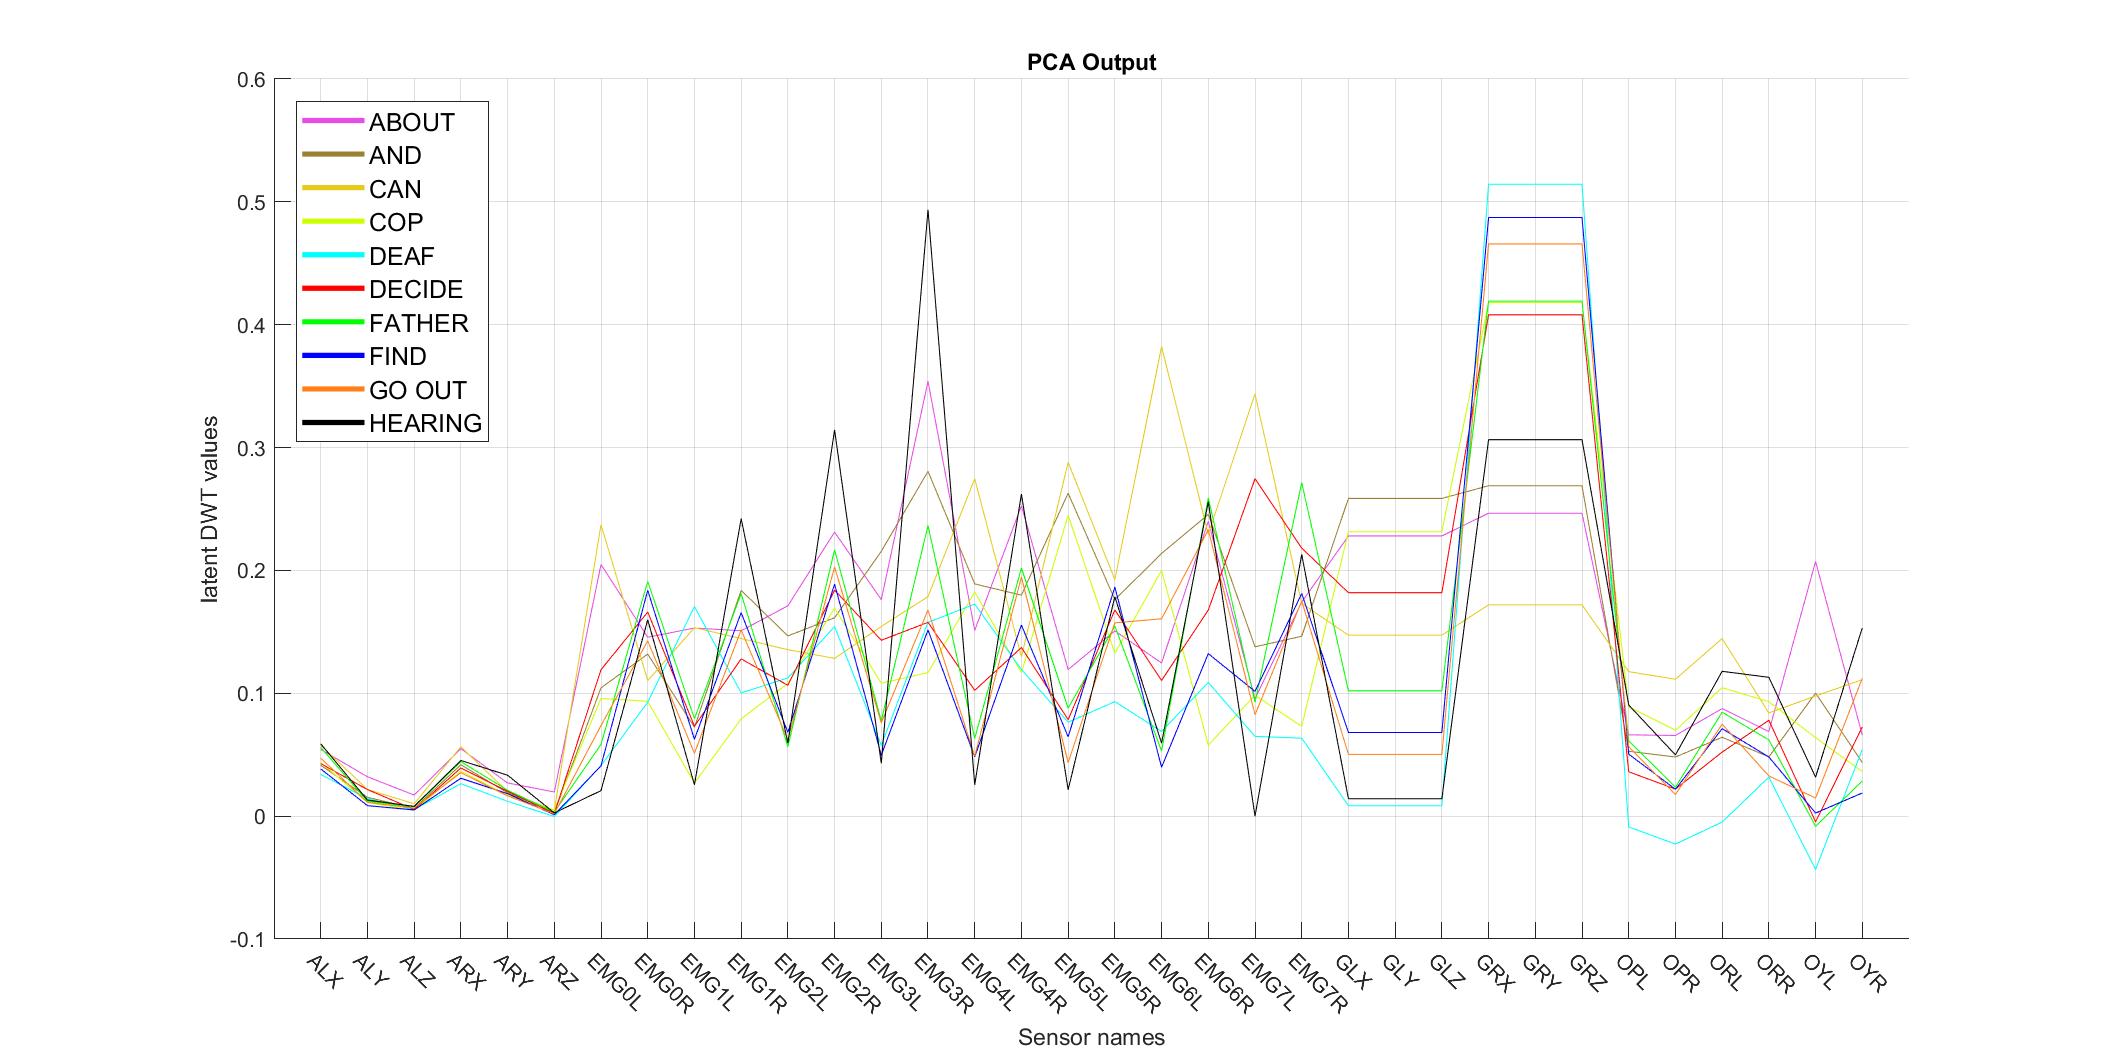 PCA Output
0.6
0.5
0.4
0.3
0.2
0.1
0
-0.1
latent DWT values
ABOUT
AND
CAN
COP
DEAF
DECIDE
FATHER
FIND
GO OUT
HEARING
ALX
ALY
ALZ
ARX
ARY
ARZ
EMG0L
EMG0R
EMG1L
EMG1R
EMG2L
EMG2R
EMG3L
EMG3R
EMG4L
EMG4R
EMG5L
EMG5R
EMG6L
EMG6R
EMG7L
EMG7R
GLX
GLY
GLZ
GRX
GRY
GRZ
OPL
OPR
ORL
ORR
OYL
OYR
Sensor names